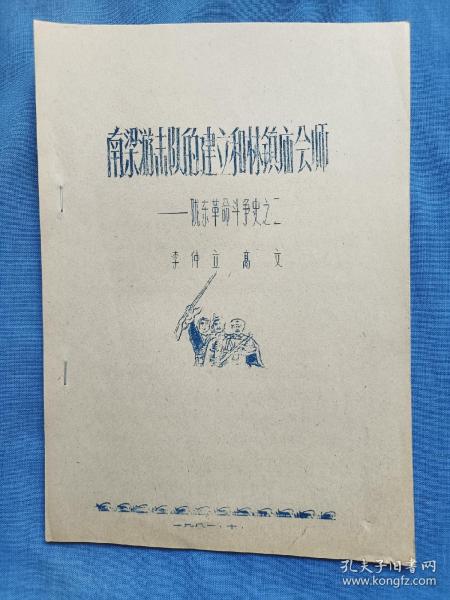 南梁游击队的建立和林鎮庙会师
——陇东革命斗争史之二
李仲立 高文
一九八一.十.
孔夫子旧书网
www.kongfz.com